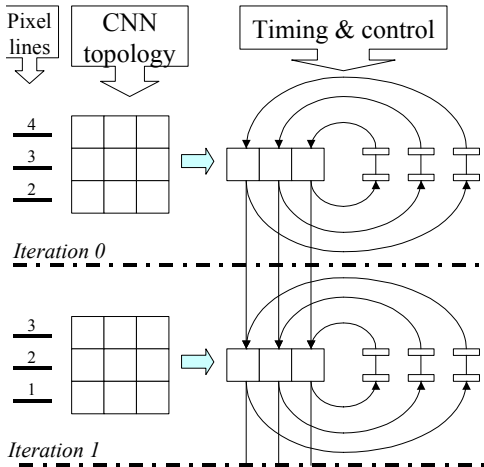 Pixel
lines
CNN
topology
Timing & control
4
3
2
Iteration 0
3
2
1
Iteration 1